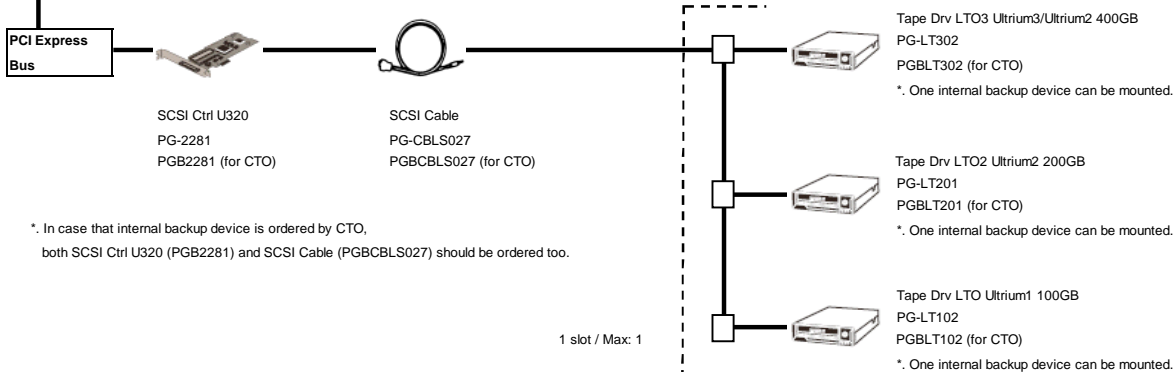 PCI Express
Bus
SCSI Ctrl U320
PG-2281
PGB2281 (for CTO)
SCSI Cable
PG-CBLS027
PGBCBLS027 (for CTO)
*. In case that internal backup device is ordered by CTO,
both SCSI Ctrl U320 (PGB2281) and SCSI Cable (PGBCBLS027) should be ordered too.
1 slot / Max: 1
Tape Drv LTO3 Ultrium3/Ultrium2 400GB
PG-LT302
PGBLT302 (for CTO)
*. One internal backup device can be mounted.
Tape Drv LTO2 Ultrium2 200GB
PG-LT201
PGBLT201 (for CTO)
*. One internal backup device can be mounted.
Tape Drv LTO Ultrium1 100GB
PG-LT102
PGBLT102 (for CTO)
*. One internal backup device can be mounted.